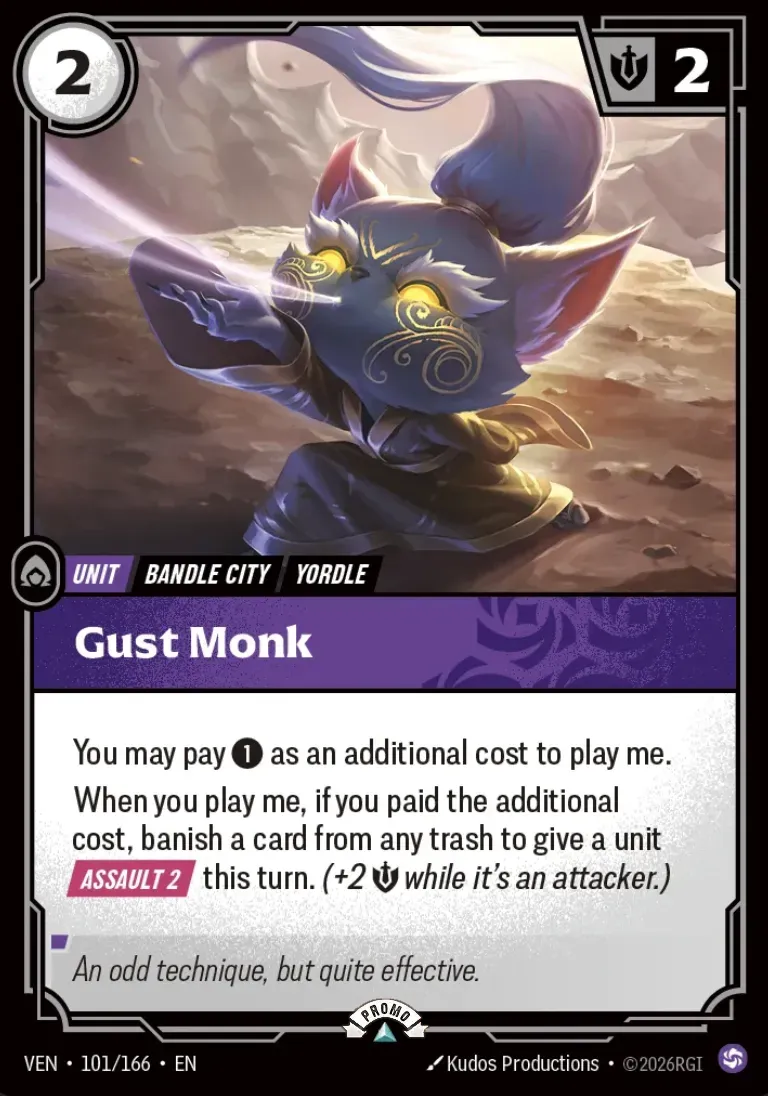 2
2
UNIT BANDLE CITY YORDLE
Gust Monk
You may pay 1 as an additional cost to play me.
When you play me, if you paid the additional
cost, banish a card from any trash to give a unit
ASSAULT 2 this turn. (+2 while it's an attacker.)
An odd technique, but quite effective.
PROMO
VEN • 101/166 • EN Kudos Productions • ©2026RGI